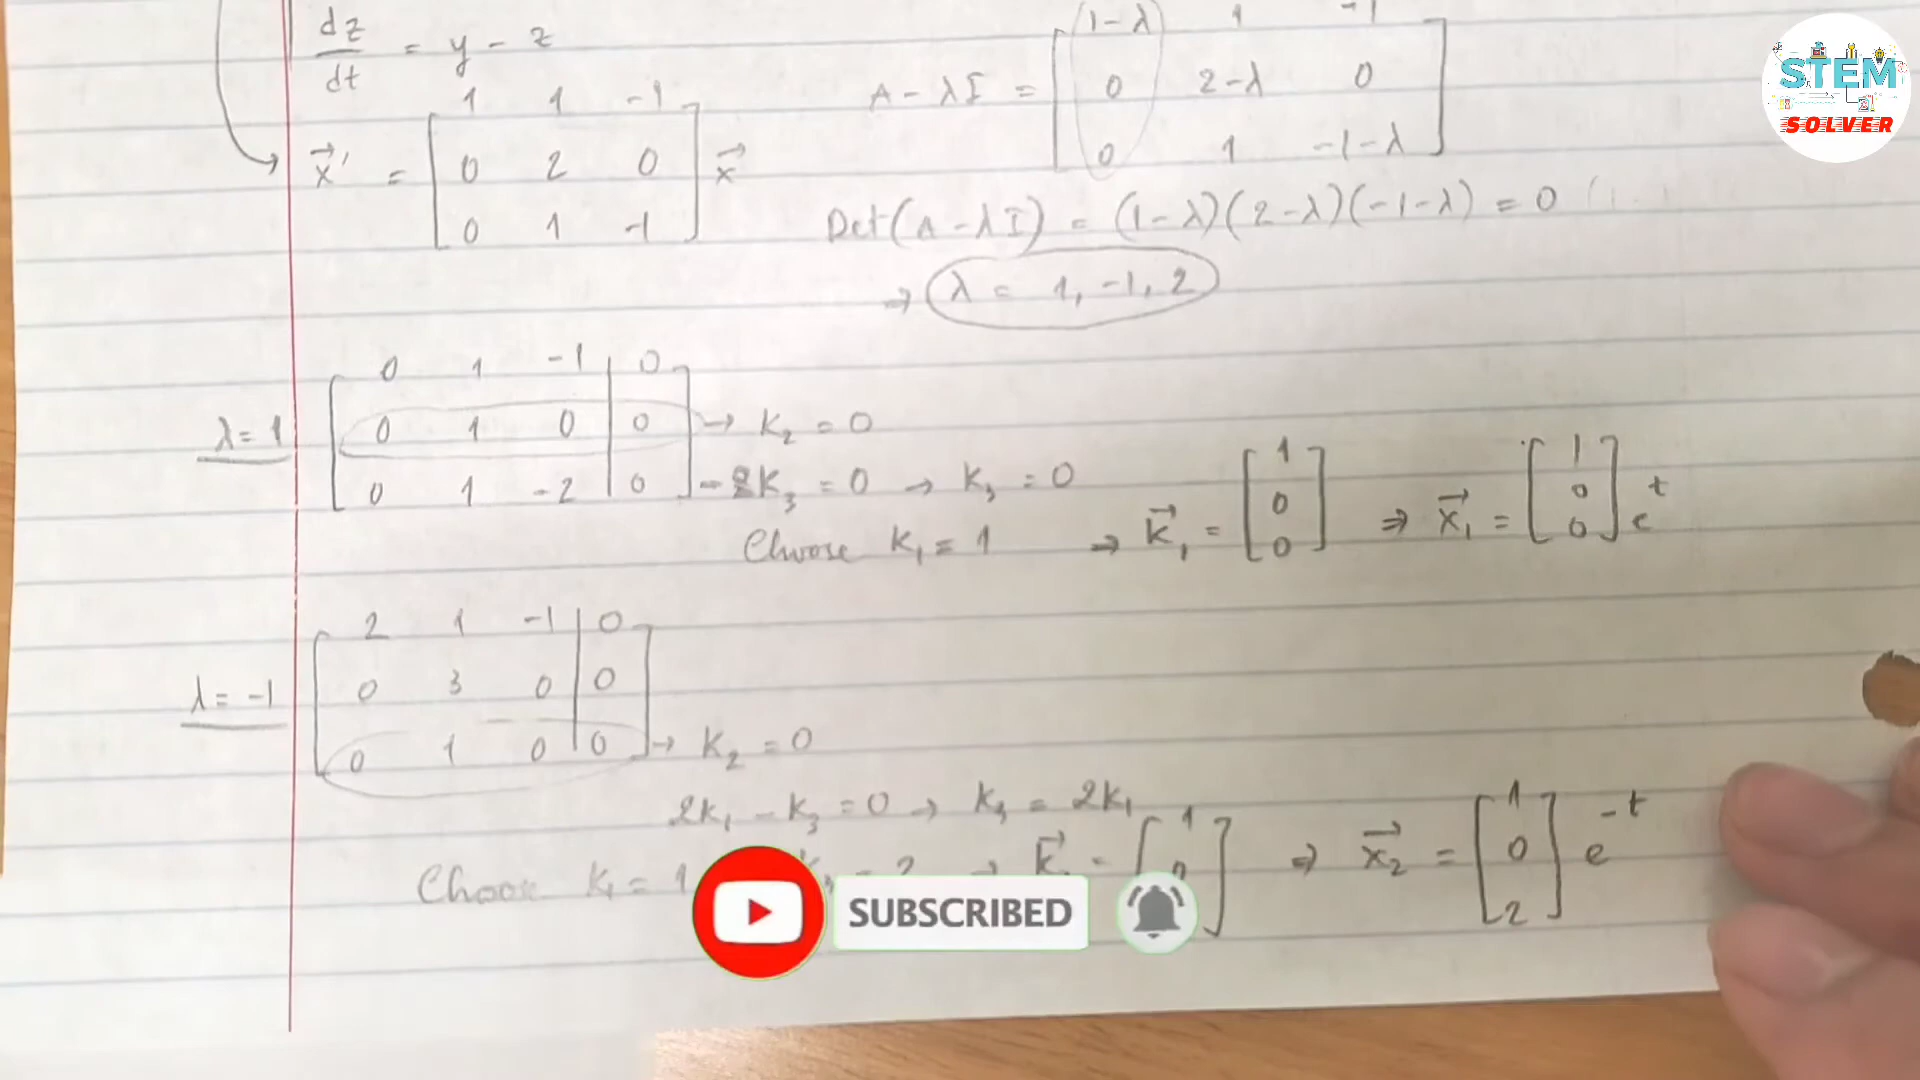 dz/dt = y - z
x⃗' = [1 1 -1; 0 2 0; 0 1 -1] x⃗
A - λI = [(1-λ) 1 -1; 0 2-λ 0; 0 1 -1-λ]
Det(A - λI) = (1-λ)(2-λ)(-1-λ) = 0
⇒ λ = 1, -1, 2
λ = 1
[0 1 -1 | 0; 0 1 0 | 0; 0 1 -2 | 0]
→ k₂ = 0
-2k₃ = 0 → k₃ = 0
Choose k₁ = 1 → k⃗₁ = [1; 0; 0] ⇒ x⃗₁ = [1; 0; 0] e^t
λ = -1
[2 1 -1 | 0; 0 3 0 | 0; 0 1 0 | 0]
→ k₂ = 0
2k₁ - k₃ = 0 → k₃ = 2k₁
Choose k₁ = 1
⇒ x⃗₂ = [1; 0; 2] e^-t
SUBSCRIBED
STEM
SOLVER